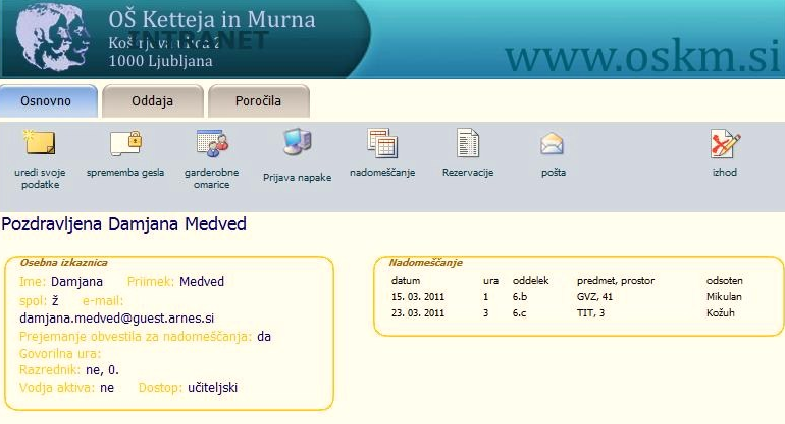 OŠ Ketteja in Murna
INTRANET
1000 Ljubljana
www.oskm.si
Osnovno Oddaja Poročila
uredi svoje podatke
sprememba gesla
garderobne omarice
Prijava napake
nadomeščanje
Rezervacije
pošta
izhod
Pozdravljena Damjana Medved
Osebna izkaznica
Ime: Damjana Priimek: Medved
spol: ž e-mail:
damjana.medved@guest.arnes.si
Prejemanje obvestila za nadomeščanja: da
Govorilna ura:
Razrednik: ne, 0.
Vodja aktiva: ne Dostop: učiteljski
Nadomeščanje
datum ura oddelek predmet, prostor odsoten
15. 03. 2011 1 6.b GVZ, 41 Mikulan
23. 03. 2011 3 6.c TIT, 3 Kožuh